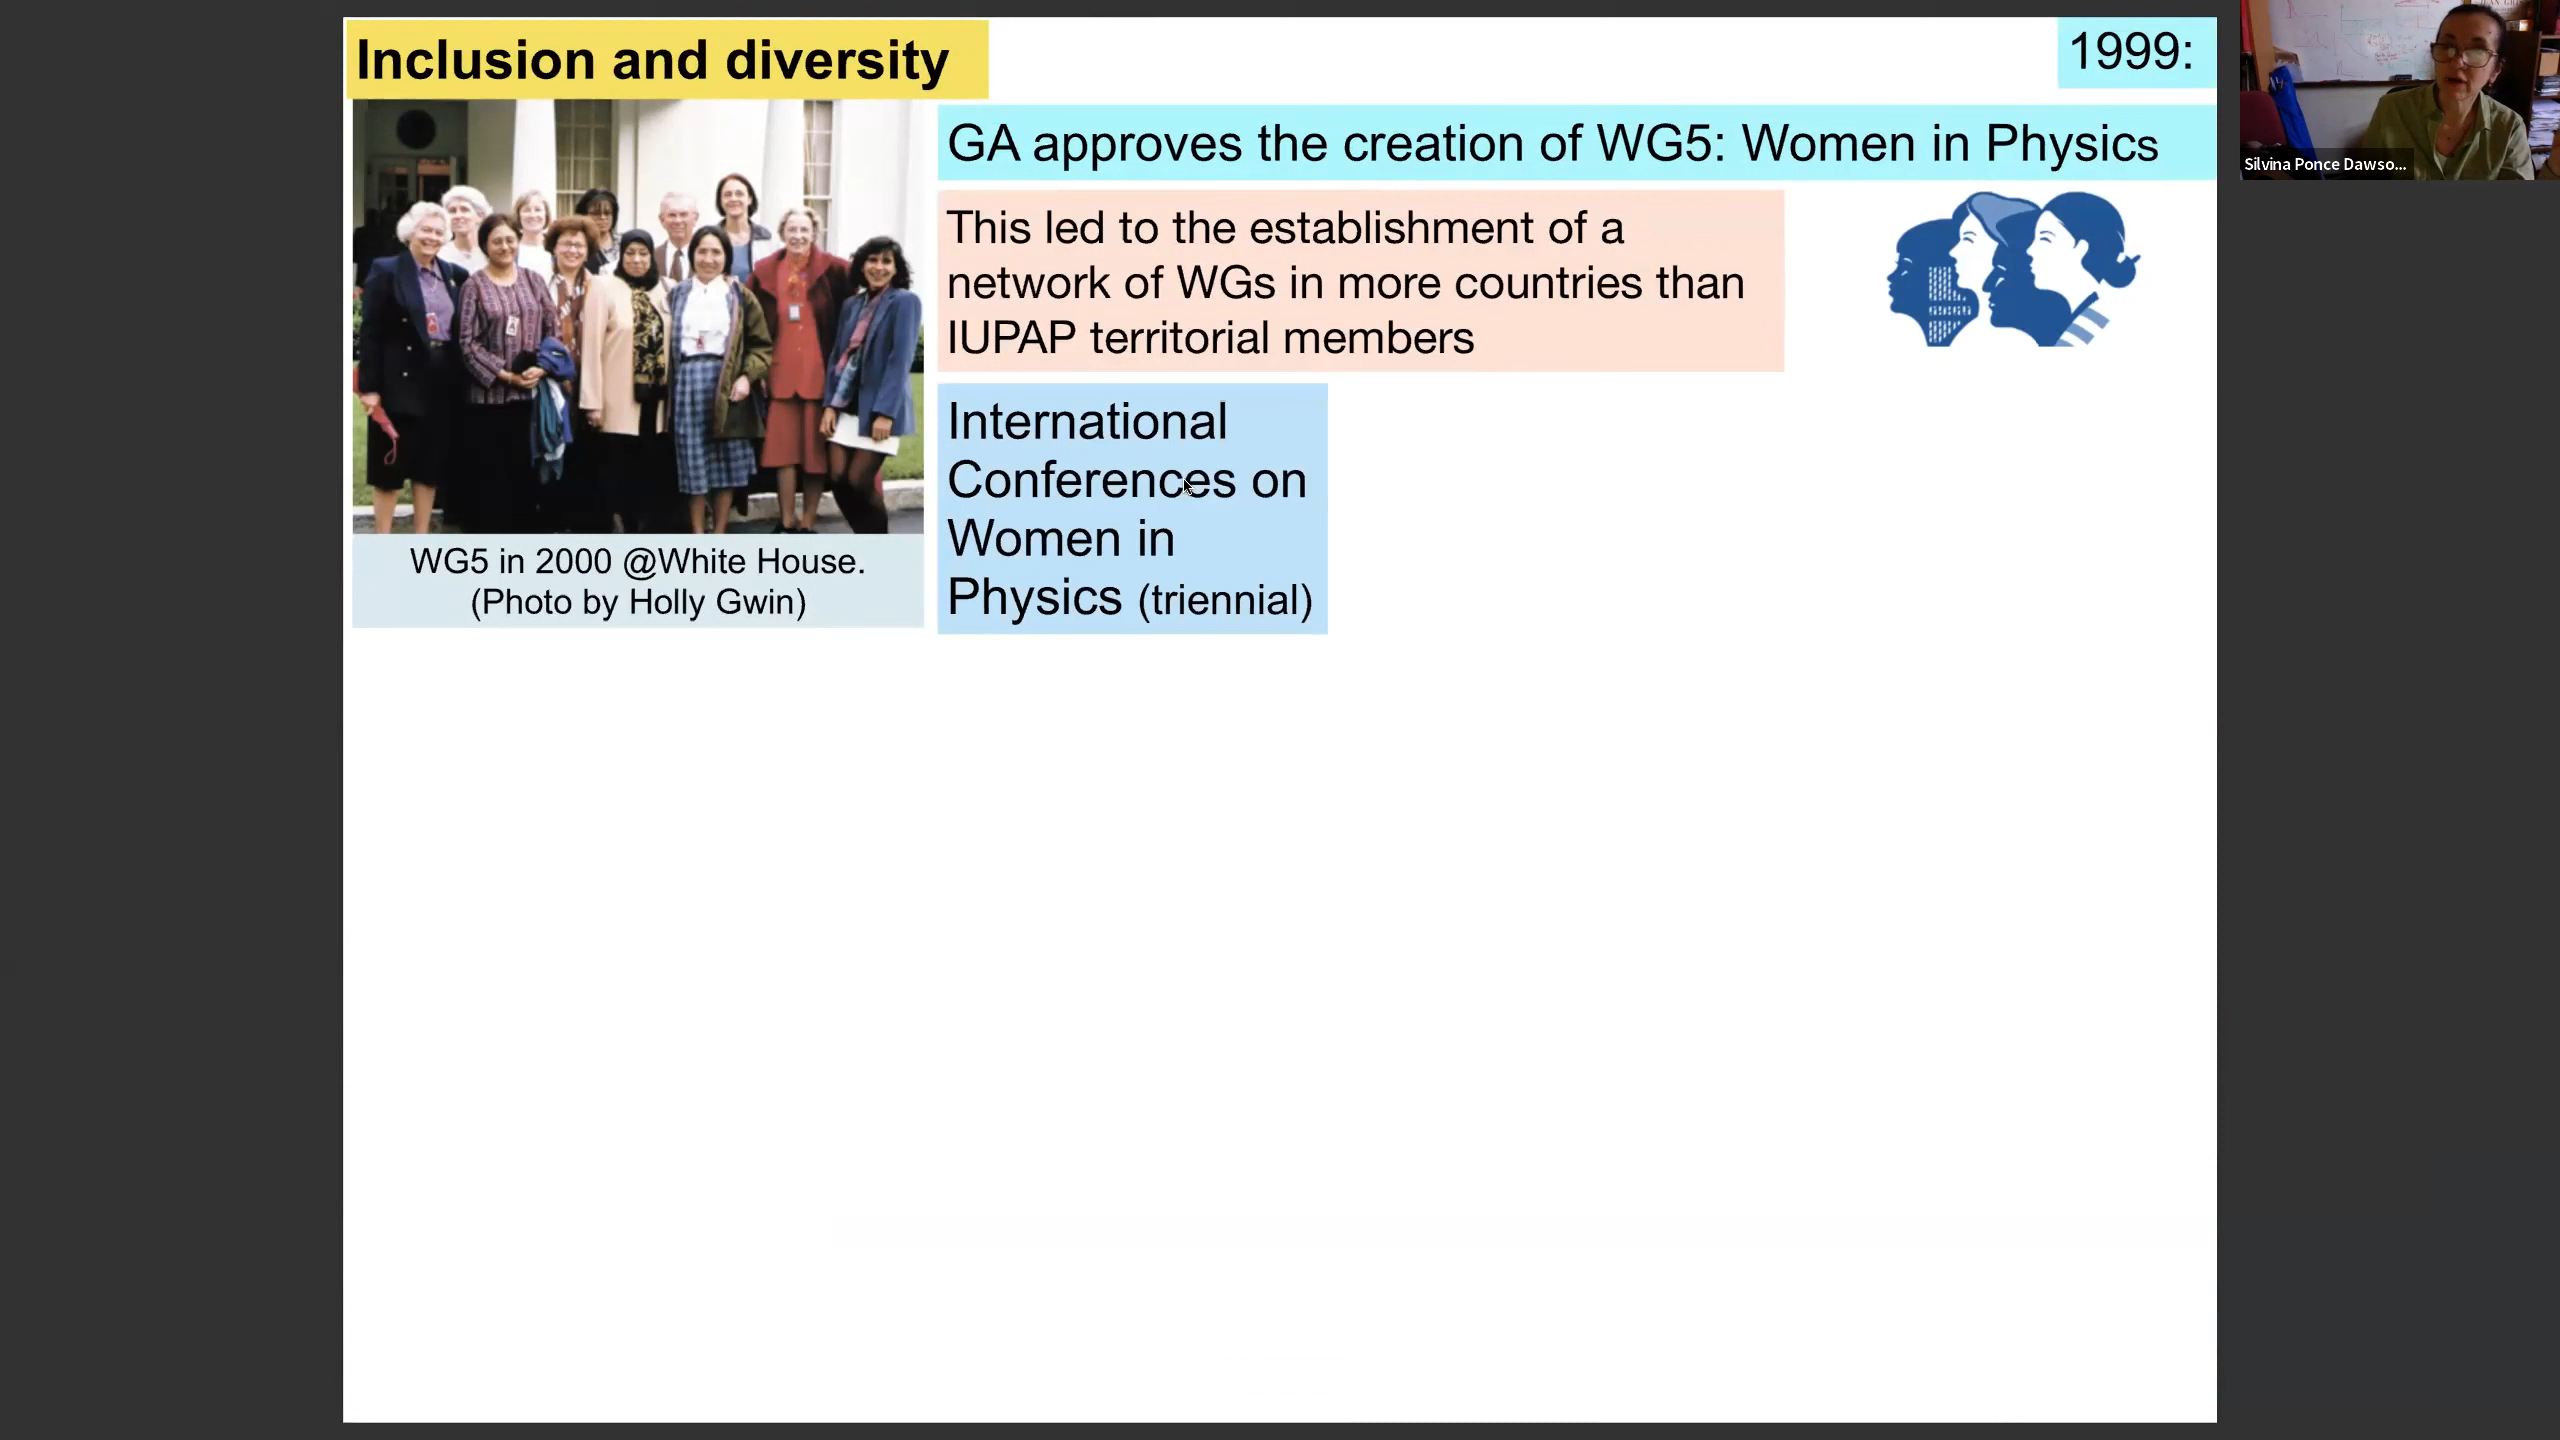 Inclusion and diversity
1999:
GA approves the creation of WG5: Women in Physics
This led to the establishment of a
network of WGs in more countries than
IUPAP territorial members
International
Conferences on
Women in
Physics (triennial)
WG5 in 2000 @White House.
(Photo by Holly Gwin)
Silvina Ponce Dawso...